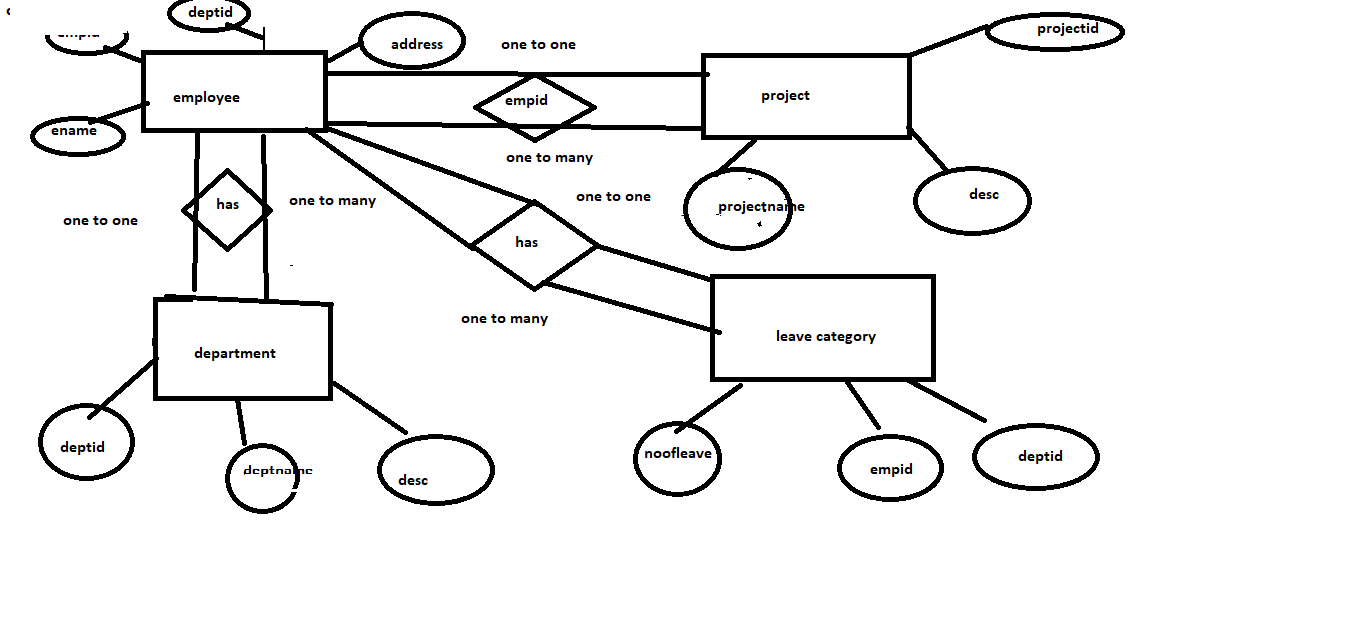 deptid
projectid
address
one to one
employee
project
empid
ename
one to many
projectname
desc
one to one
has
one to many
one to one
has
one to many
leave category
department
deptid
deptname
desc
noofleave
empid
deptid